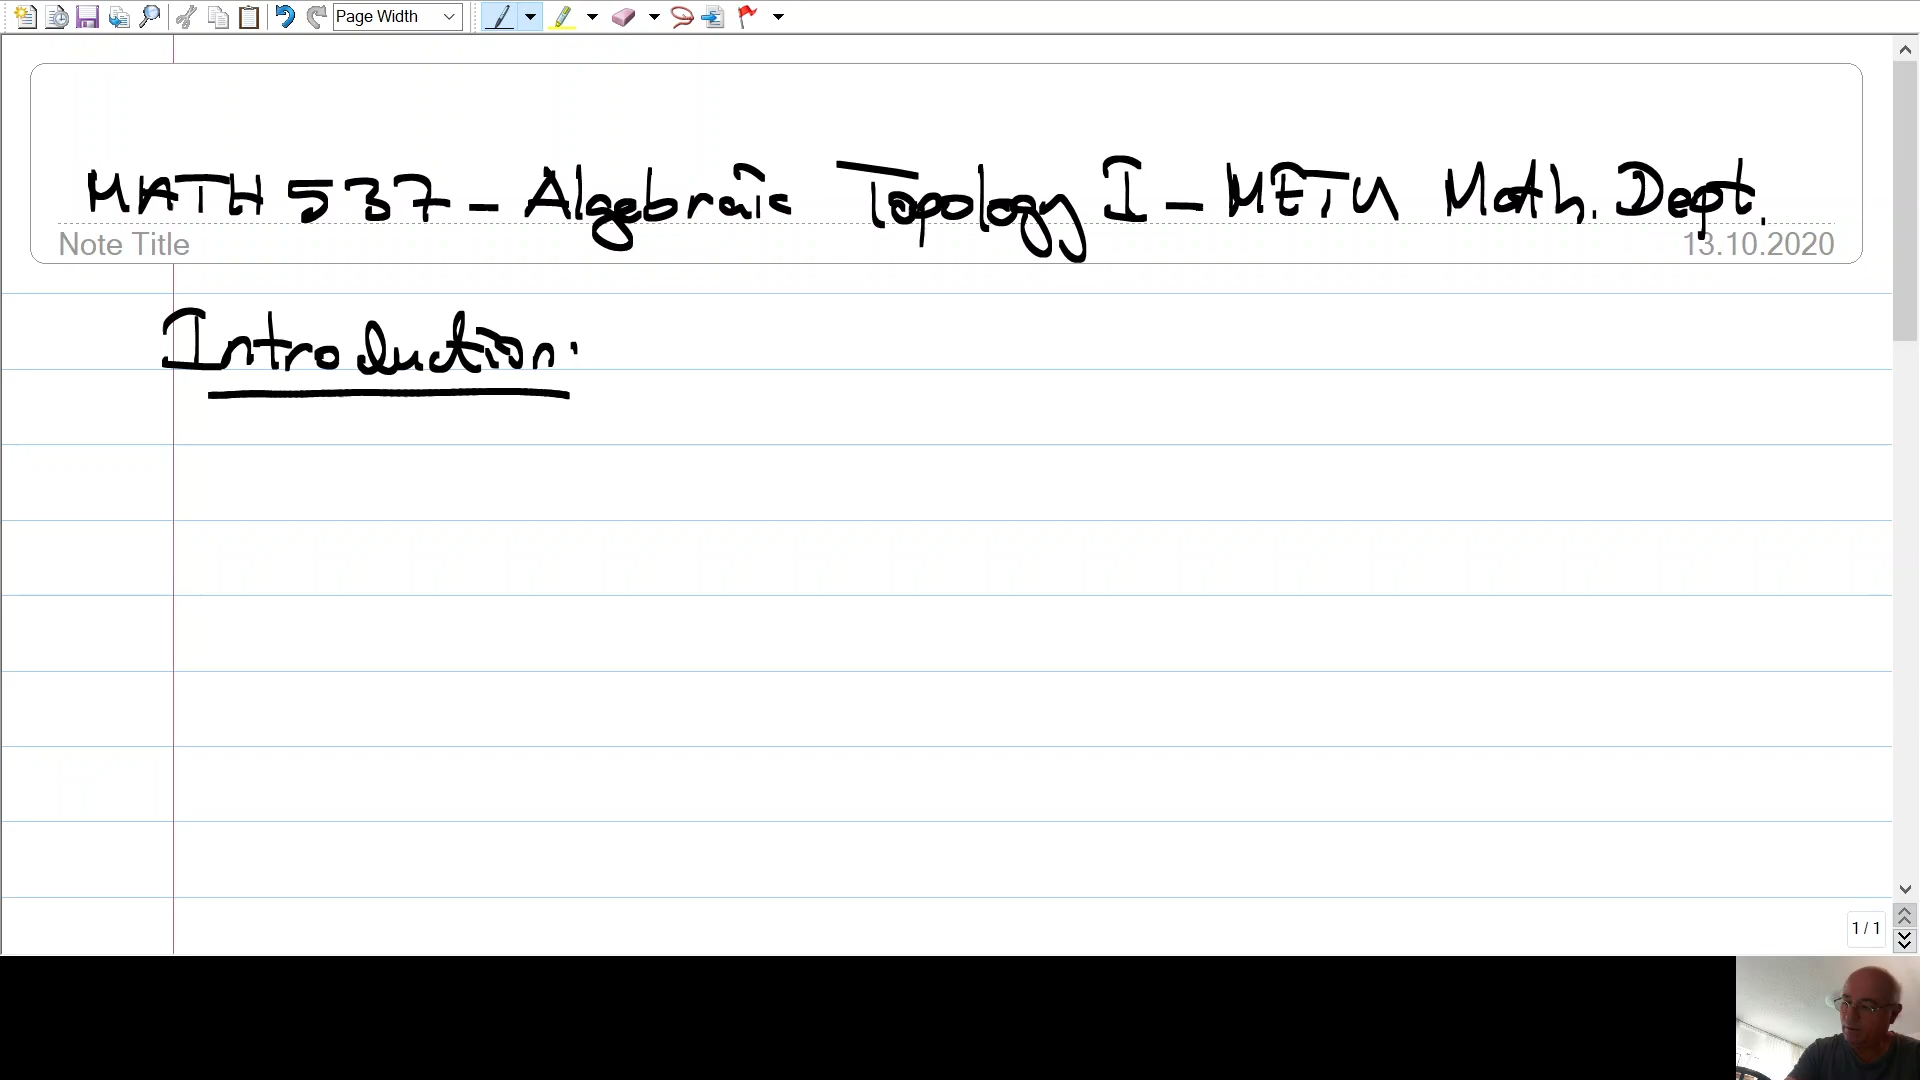 Page Width
MATH 537 - Algebraic Topology I - METU Math. Dept.
Note Title
13.10.2020
Introduction:
1 / 1